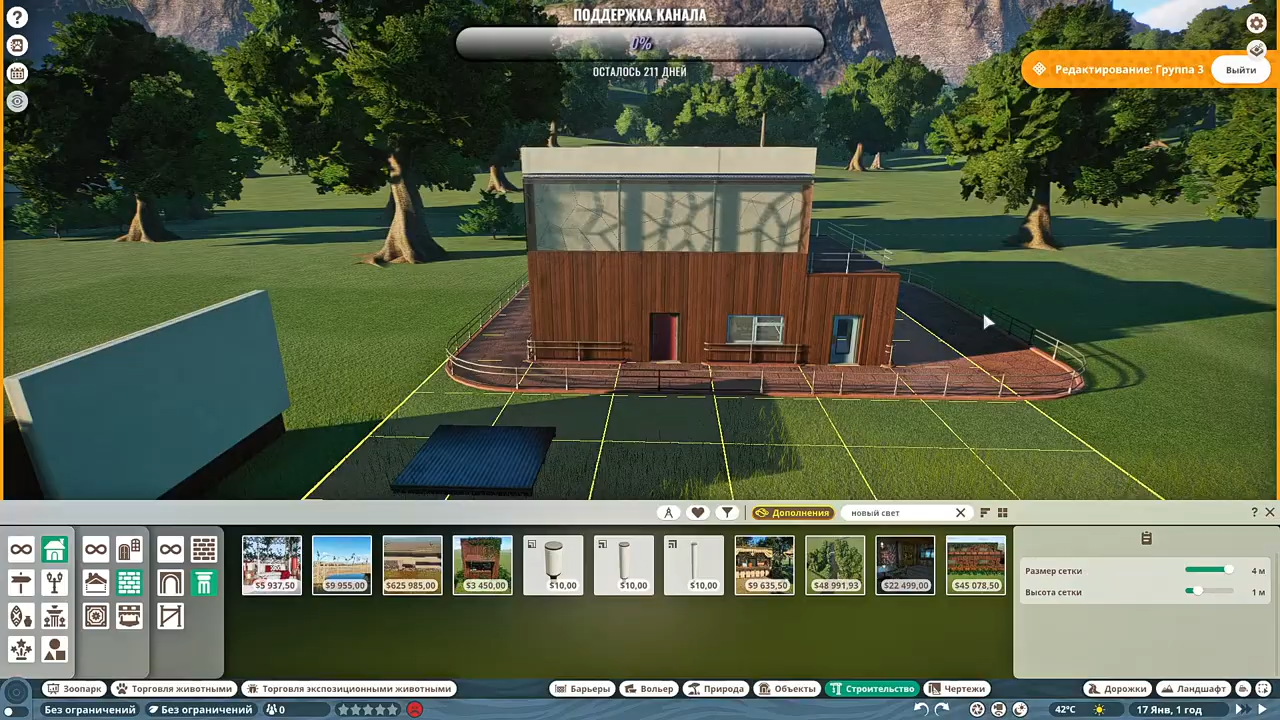 ПОДДЕРЖКА КАНАЛА
0%
ОСТАЛОСЬ 211 ДНЕЙ
Редактирование: Группа 3
Выйти
Дополнения
новый свет
$5 937,50
$9 955,00
$625 985,00
$3 450,00
$10,00
$10,00
$10,00
$9 635,50
$48 991,93
$22 499,00
$45 078,50
Размер сетки
4 м
Высота сетки
1 м
Зоопарк
Торговля животными
Торговля экспозиционными животными
Барьеры
Вольер
Природа
Объекты
Строительство
Чертежи
Дорожки
Ландшафт
Без ограничений
Без ограничений
0
42°C
17 Янв, 1 год